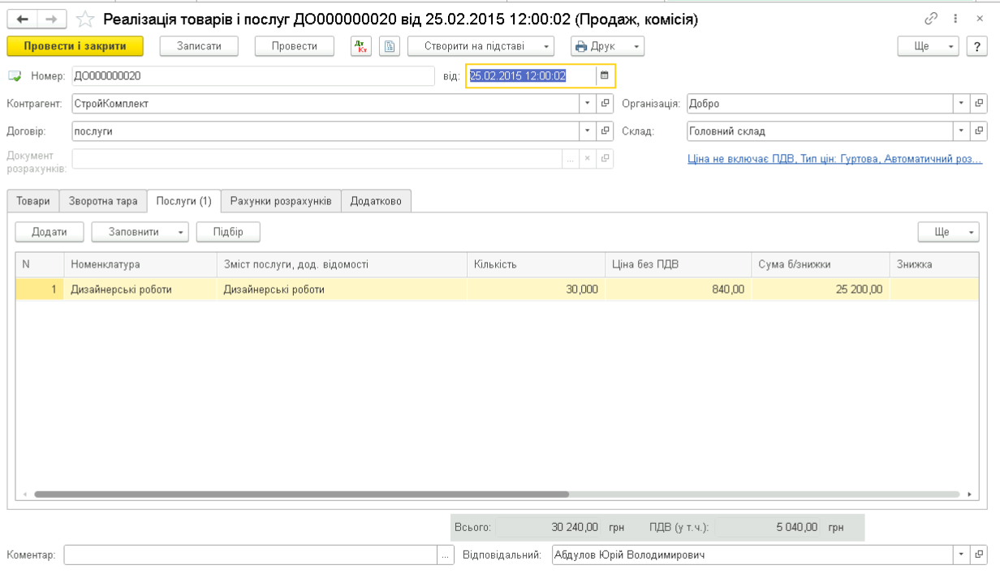 Реалізація товарів і послуг ДО000000020 від 25.02.2015 12:00:02 (Продаж, комісія)
Провести і закрити Записати Провести Дт Кт Створити на підставі Друк Ще ?
Номер: ДО000000020 від: 25.02.2015 12:00:02
Контрагент: СтройКомплект Організація: Добро
Договір: послуги Склад: Головний склад
Документ розрахунків: ... Ціна не включає ПДВ, Тип цін: Гуртова, Автоматичний роз...
Товари Зворотна тара Послуги (1) Рахунки розрахунків Додатково
Додати Заповнити Підбір Ще
N Номенклатура Зміст послуги, дод. відомості Кількість Ціна без ПДВ Сума б/знижки Знижка
1 Дизайнерські роботи Дизайнерські роботи 30,000 840,00 25 200,00
Всього: 30 240,00 грн ПДВ (у т.ч.): 5 040,00 грн
Коментар: ... Відповідальний: Абдулов Юрій Володимирович